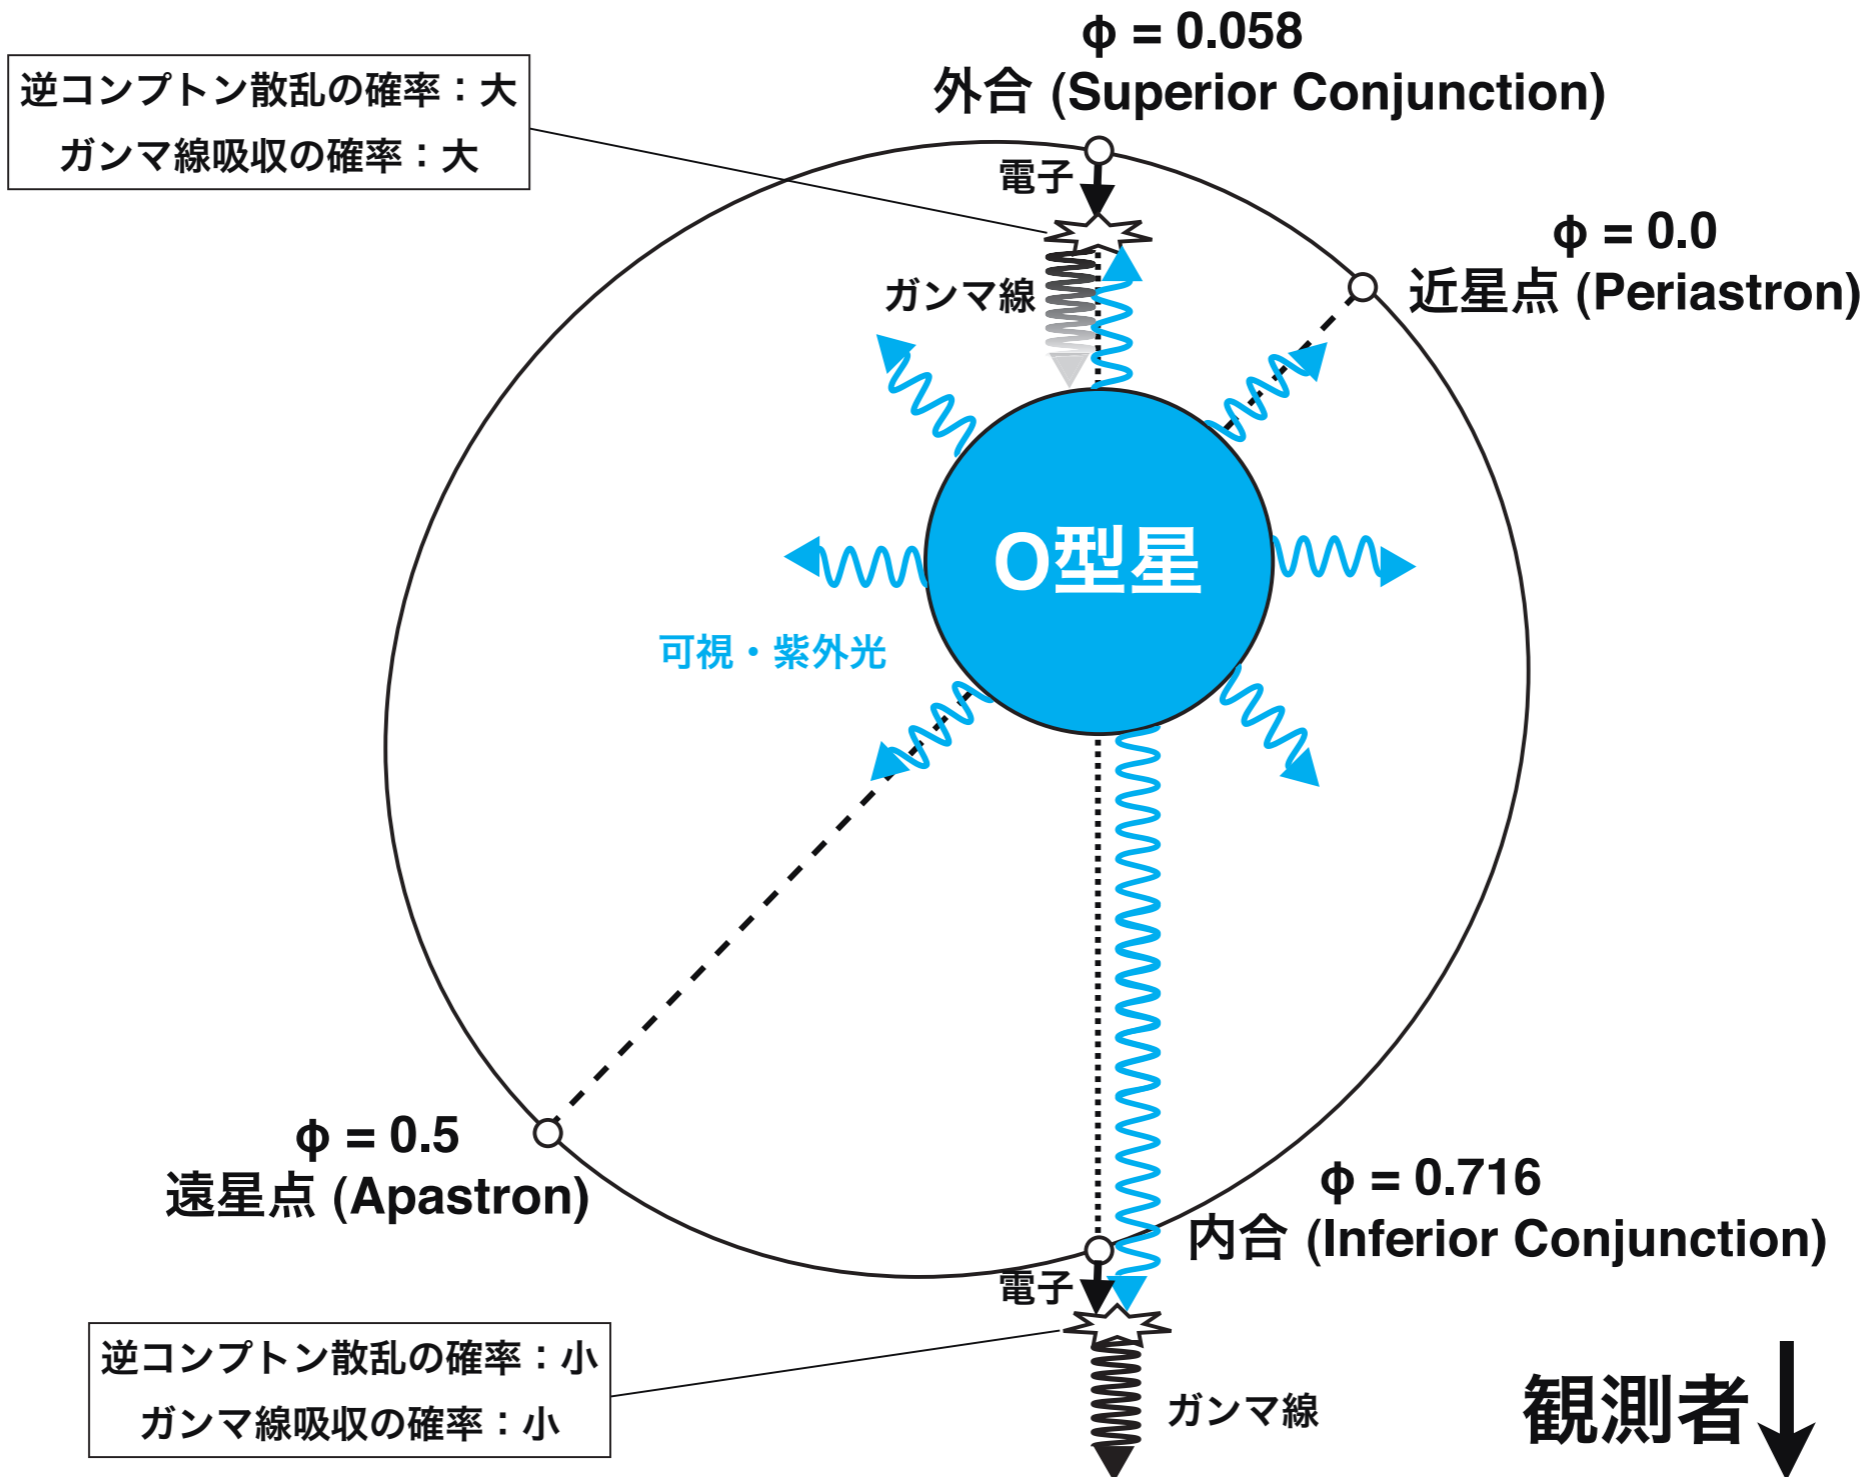 φ = 0.058
外合 (Superior Conjunction)
逆コンプトン散乱の確率：大
ガンマ線吸収の確率：大
電子
φ = 0.0
近星点 (Periastron)
ガンマ線
O型星
可視・紫外光
φ = 0.5
遠星点 (Apastron)
φ = 0.716
内合 (Inferior Conjunction)
電子
逆コンプトン散乱の確率：小
ガンマ線吸収の確率：小
ガンマ線
観測者